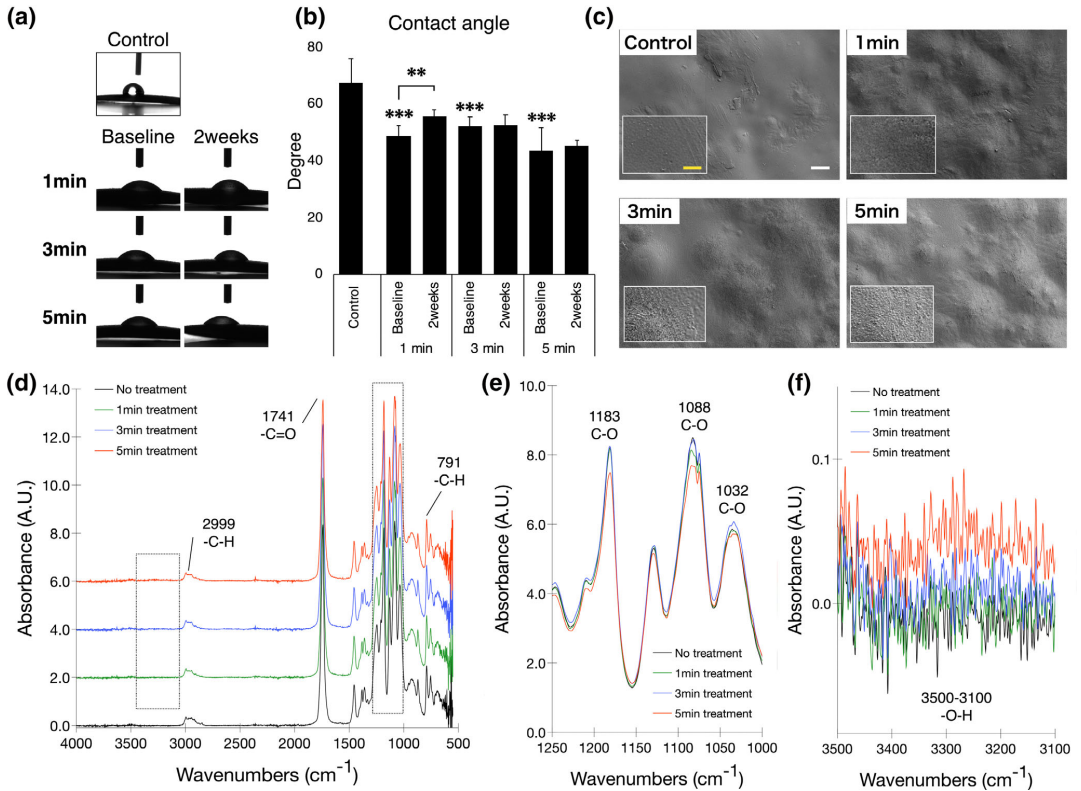 (a)
Control
Baseline 2weeks
1min
3min
5min
(b)
Contact angle
Degree
80
60
40
20
0
**
*** *** ***
Control
Baseline 2weeks Baseline 2weeks Baseline 2weeks
1 min 3 min 5 min
(c)
Control 1min
3min 5min
(d)
Absorbance (A.U.)
14.0
12.0
10.0
8.0
6.0
4.0
2.0
0.0
No treatment
1min treatment
3min treatment
5min treatment
1741
-C=O
2999
-C-H
791
-C-H
4000 3500 3000 2500 2000 1500 1000 500
Wavenumbers (cm⁻¹)
(e)
Absorbance (A.U.)
10.0
8.0
6.0
4.0
2.0
0.0
1183
C-O
1088
C-O
1032
C-O
No treatment
1min treatment
3min treatment
5min treatment
1250 1200 1150 1100 1050 1000
Wavenumbers (cm⁻¹)
(f)
Absorbance (A.U.)
No treatment
1min treatment
3min treatment
5min treatment
0.1
0.0
3500-3100
-O-H
3500 3400 3300 3200 3100
Wavenumbers (cm⁻¹)